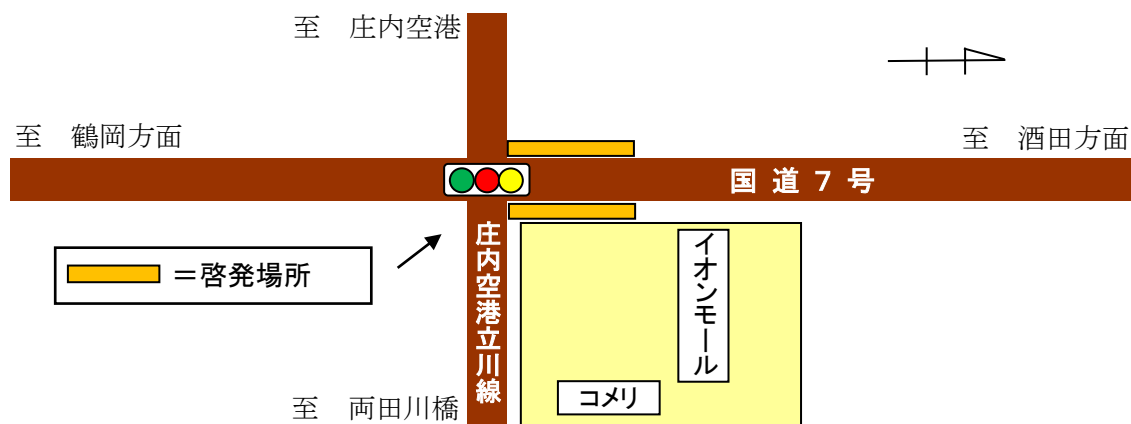 至　庄内空港
至　鶴岡方面
至　酒田方面
国道７号
庄内空港立川線
＝啓発場所
イオンモール
コメリ
至　両田川橋